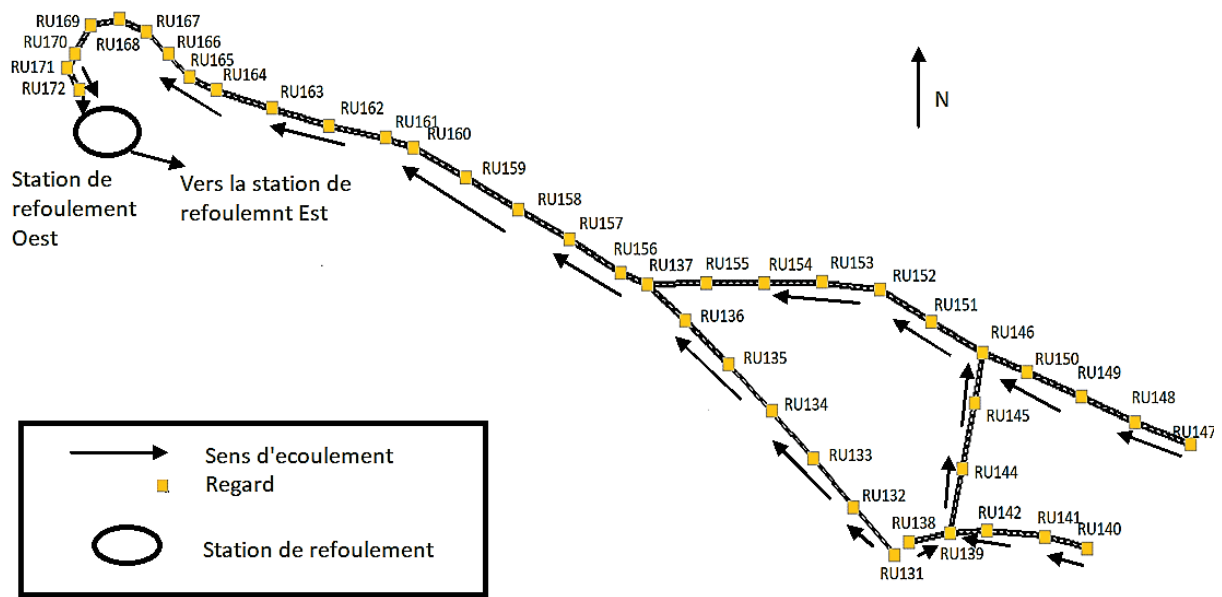 RU169
RU167
RU170
RU168
RU166
RU171
RU165
RU172
RU164
RU163
RU162
RU161
RU160
N
Station de
refoulement
Oest
Vers la station de
refoulemnt Est
RU159
RU158
RU157
RU156
RU137
RU155
RU154
RU153
RU152
RU151
RU146
RU136
RU150
RU135
RU149
RU145
RU148
RU134
RU147
RU133
RU144
RU132
RU138
RU142
RU141
RU140
RU139
RU131
Sens d'ecoulement
Regard
Station de refoulement